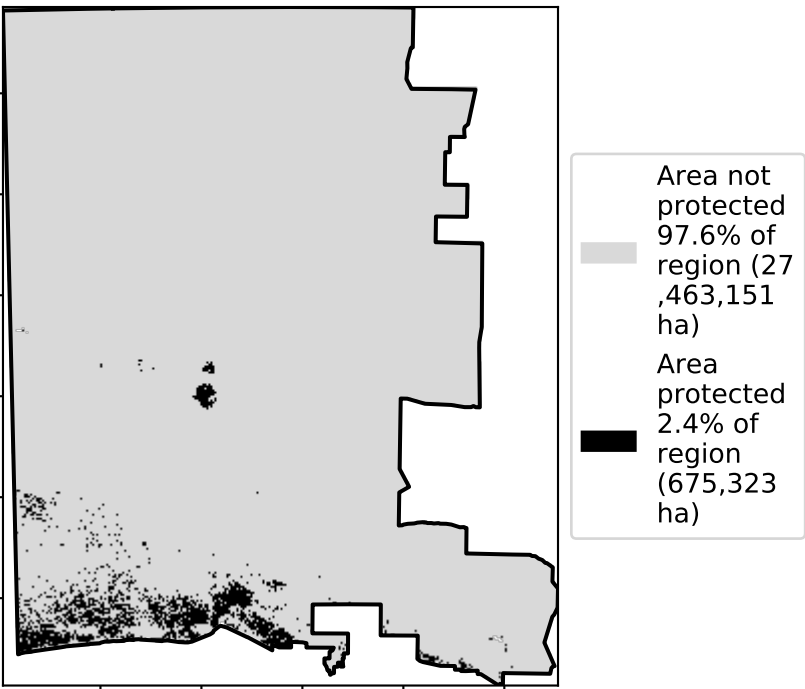 Area not
protected
97.6% of
region (27
,463,151
ha)
Area
protected
2.4% of
region
(675,323
ha)